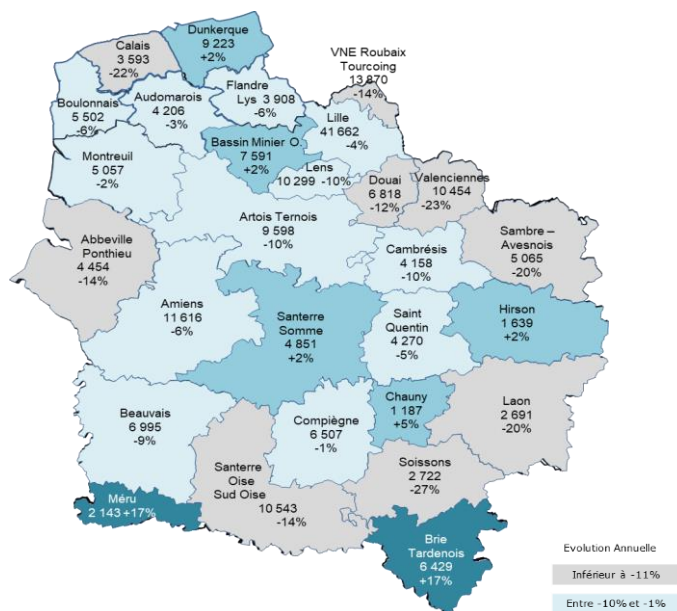 Dunkerque
9 223
+2%
Calais
3 593
-22%
VNE Roubaix
Tourcoing
13 870
-14%
Boulonnais
5 502
-6%
Audomarois
4 206
-3%
Flandre
Lys 3 908
-6%
Lille
41 662
-4%
Montreuil
5 057
-2%
Bassin Minier O.
7 591
+2%
Lens
10 299 -10%
Douai
6 818
-12%
Valenciennes
10 454
-23%
Artois Ternois
9 598
-10%
Sambre –
Avesnois
5 065
-20%
Abbeville
Ponthieu
4 454
-14%
Cambrésis
4 158
-10%
Amiens
11 616
-6%
Santerre
Somme
4 851
+2%
Saint
Quentin
4 270
-5%
Hirson
1 639
+2%
Beauvais
6 995
-9%
Compiègne
6 507
-1%
Chauny
1 187
+5%
Laon
2 691
-20%
Santerre
Oise
Sud Oise
10 543
-14%
Soissons
2 722
-27%
Méru
2 143 +17%
Brie
Tardenois
6 429
+17%
Evolution Annuelle
Inférieur à -11%
Entre -10% et -1%